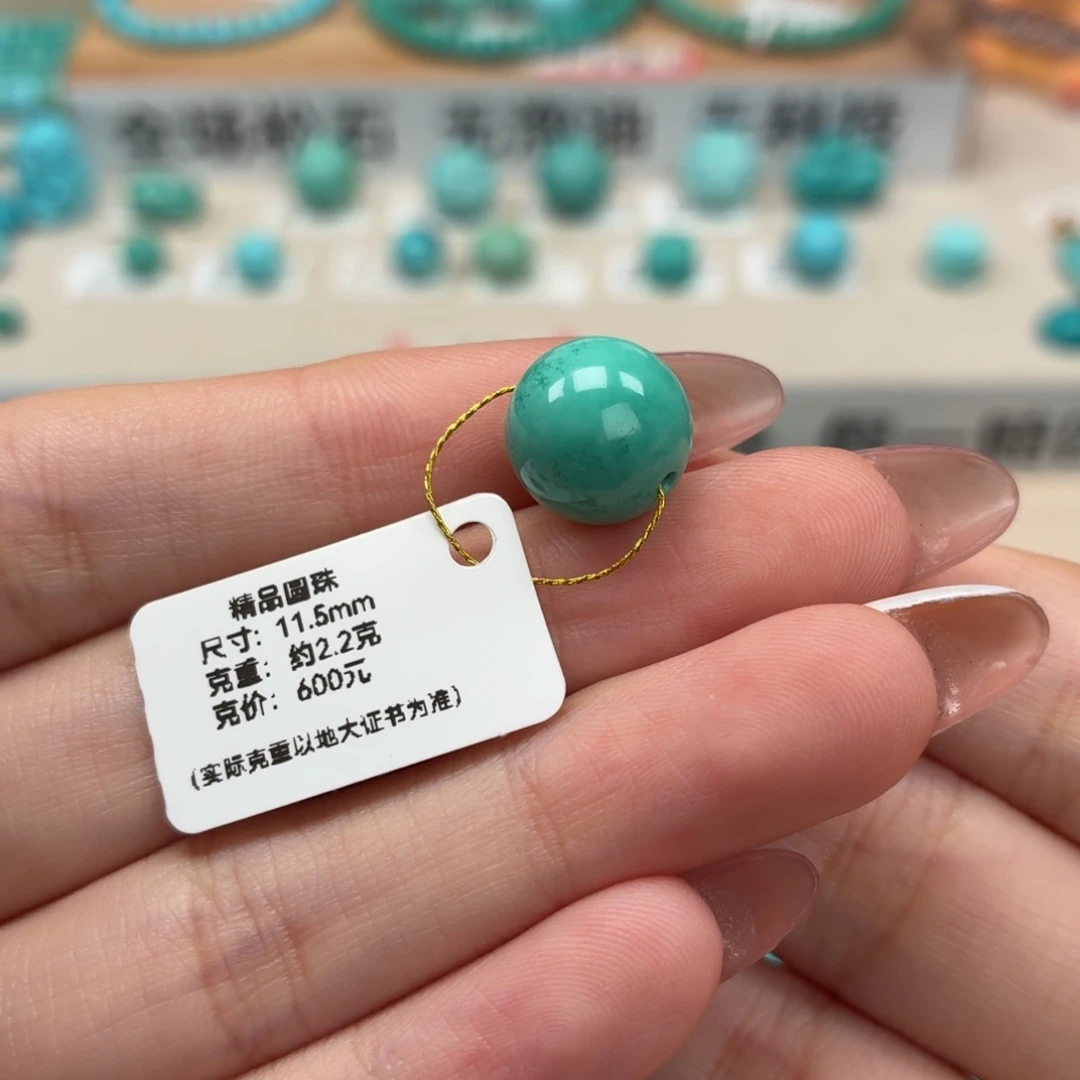 精品圆珠
尺寸: 11.5mm
克重: 约2.2克
克价: 600元
(实际克重以地大证书为准)